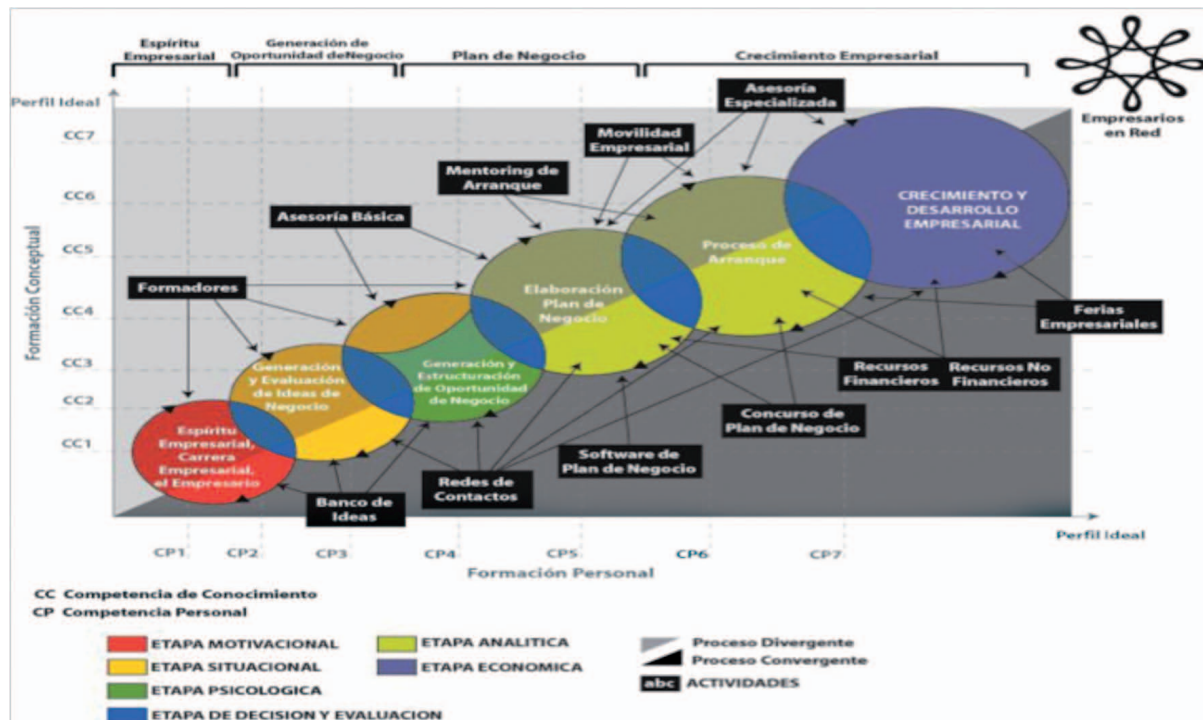 Espíritu
Empresarial
Generación de
Oportunidad deNegocio
Plan de Negocio
Crecimiento Empresarial
Perfil Ideal
Asesoría
Especializada
Empresarios
en Red
CC7
Movilidad
Empresarial
Mentoring de
Arranque
CC6
CRECIMIENTO Y
DESARROLLO
EMPRESARIAL
Asesoría Básica
CC5
Proceso de
Arranque
Formación Conceptual
Formadores
Elaboración
Plan de
Negocio
CC4
Ferias
Empresariales
CC3
Generación
y Evaluación
de Ideas de
Negocio
Generación y
Estructuración
de Oportunidad
de Negocio
Recursos
Financieros
Recursos No
Financieros
CC2
Concurso de
Plan de Negocio
CC1
Espíritu
Empresarial,
Carrera
Empresarial,
el Empresario
Software de
Plan de Negocio
Redes de
Contactos
Banco de
Ideas
Perfil Ideal
CP1
CP2
CP3
CP4
CP5
CP6
CP7
Formación Personal
CC Competencia de Conocimiento
CP Competencia Personal
ETAPA MOTIVACIONAL
ETAPA SITUACIONAL
ETAPA PSICOLOGICA
ETAPA DE DECISION Y EVALUACION
ETAPA ANALITICA
ETAPA ECONOMICA
Proceso Divergente
Proceso Convergente
abc ACTIVIDADES